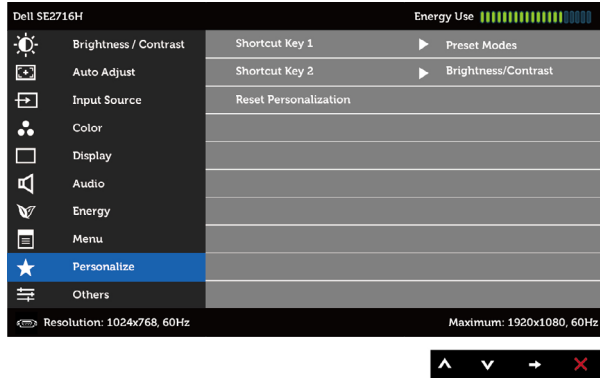 Dell SE2716H Energy Use
Brightness / Contrast Shortcut Key 1 Preset Modes
Auto Adjust Shortcut Key 2 Brightness/Contrast
Input Source Reset Personalization
Color
Display
Audio
Energy
Menu
Personalize
Others
Resolution: 1024x768, 60Hz Maximum: 1920x1080, 60Hz